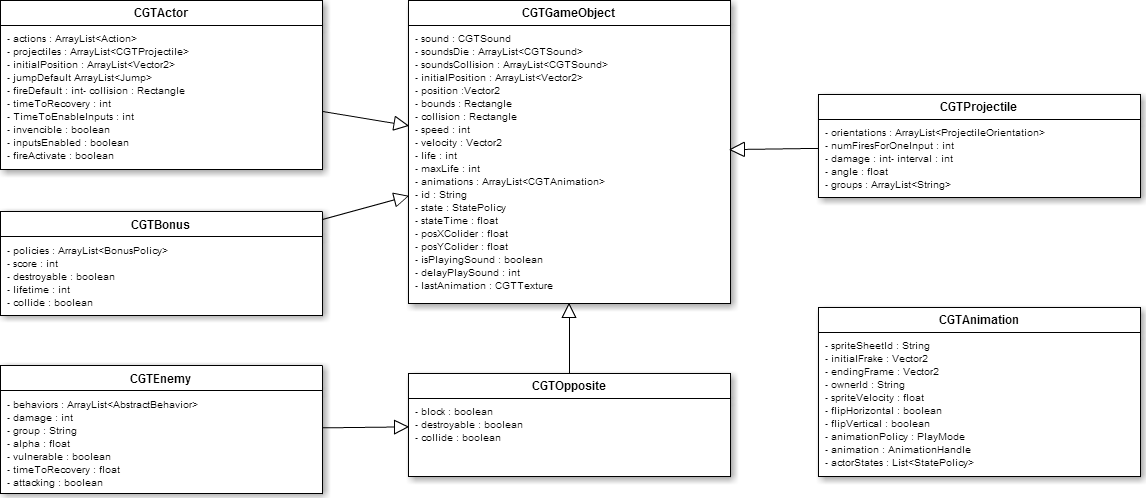 CGTActor
- actions : ArrayList<Action>
- projectiles : ArrayList<CGTProjectile>
- initialPosition : ArrayList<Vector2>
- jumpDefault ArrayList<Jump>
- fireDefault : int- collision : Rectangle
- timeToRecovery : int
- TimeToEnableInputs : int
- invencible : boolean
- inputsEnabled : boolean
- fireActivate : boolean
CGTBonus
- policies : ArrayList<BonusPolicy>
- score : int
- destroyable : boolean
- lifetime : int
- collide : boolean
CGTEnemy
- behaviors : ArrayList<AbstractBehavior>
- damage : int
- group : String
- alpha : float
- vulnerable : boolean
- timeToRecovery : float
- attacking : boolean
CGTGameObject
- sound : CGTSound
- soundsDie : ArrayList<CGTSound>
- soundsCollision : ArrayList<CGTSound>
- initialPosition : ArrayList<Vector2>
- position :Vector2
- bounds : Rectangle
- collision : Rectangle
- speed : int
- velocity : Vector2
- life : int
- maxLife : int
- animations : ArrayList<CGTAnimation>
- id : String
- state : StatePolicy
- stateTime : float
- posXColider : float
- posYColider : float
- isPlayingSound : boolean
- delayPlaySound : int
- lastAnimation : CGTTexture
CGTOpposite
- block : boolean
- destroyable : boolean
- collide : boolean
CGTProjectile
- orientations : ArrayList<ProjectileOrientation>
- numFiresForOneInput : int
- damage : int- interval : int
- angle : float
- groups : ArrayList<String>
CGTAnimation
- spriteSheetId : String
- initialFrake : Vector2
- endingFrame : Vector2
- ownerId : String
- spriteVelocity : float
- flipHorizontal : boolean
- flipVertical : boolean
- animationPolicy : PlayMode
- animation : AnimationHandle
- actorStates : List<StatePolicy>